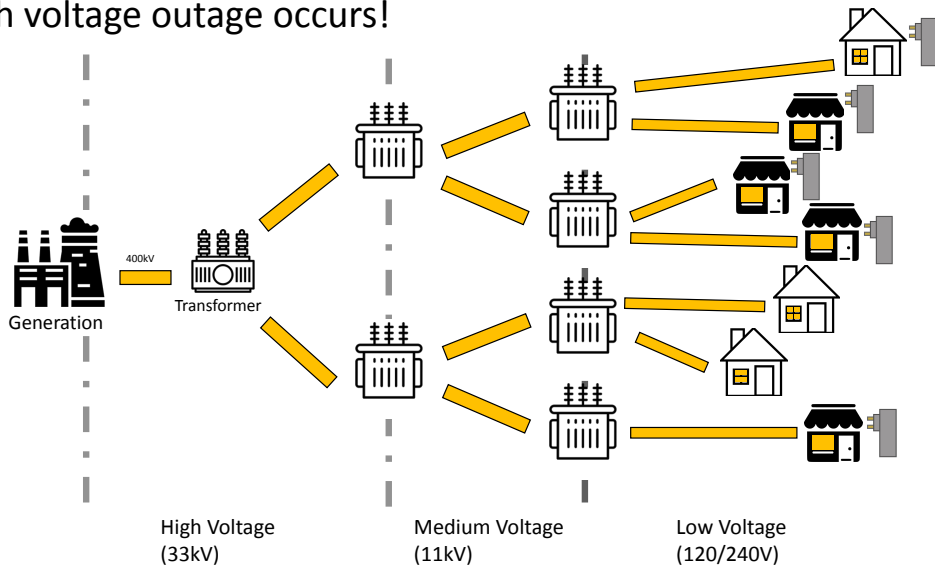 voltage outage occurs!
400kV
Transformer
Generation
High Voltage
(33kV)
Medium Voltage
(11kV)
Low Voltage
(120/240V)